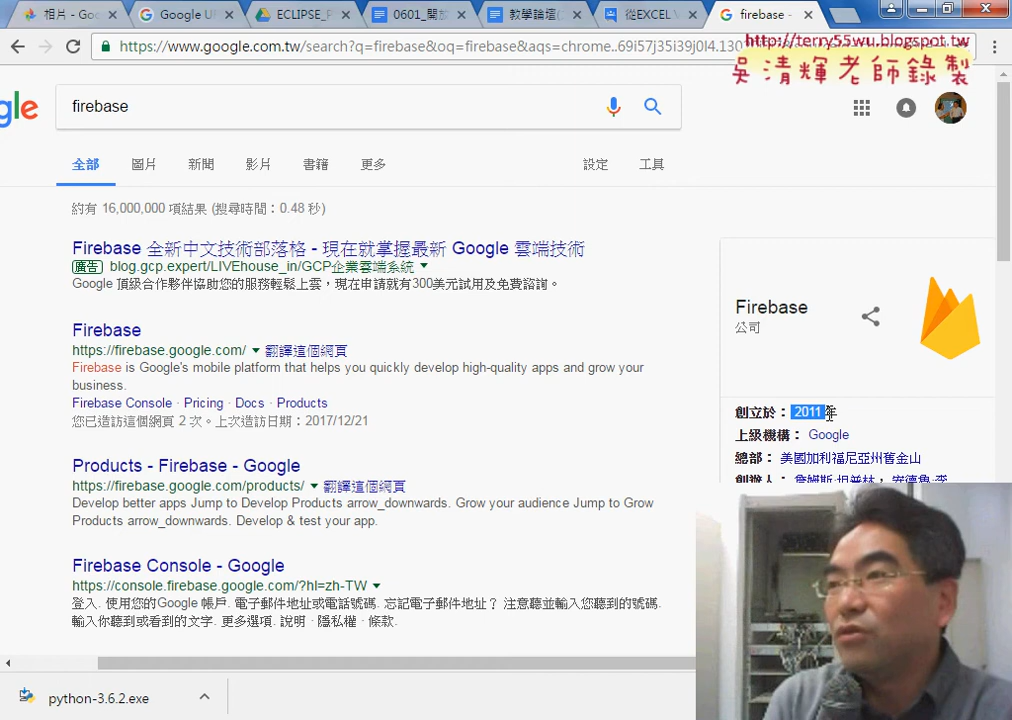 相片 - Goo
Google UR
ECLIPSE_P
0601_開放
教學論壇(
從EXCEL V
firebase -
https://www.google.com.tw/search?q=firebase&oq=firebase&aqs=chrome..69i57j35i39j0l4.130
http://terry55wu.blogspot.tw
吳清輝老師錄製
gle
firebase
全部 圖片 新聞 影片 書籍 更多 設定 工具
約有 16,000,000 項結果 (搜尋時間：0.48 秒)
Firebase 全新中文技術部落格 - 現在就掌握最新 Google 雲端技術
廣告 blog.gcp.expert/LIVEhouse_in/GCP企業雲端系統
Google 頂級合作夥伴協助您的服務輕鬆上雲，現在申請就有300美元試用及免費諮詢。
Firebase
https://firebase.google.com/ 翻譯這個網頁
Firebase is Google's mobile platform that helps you quickly develop high-quality apps and grow your
business.
Firebase Console · Pricing · Docs · Products
您已造訪這個網頁 2 次。上次造訪日期：2017/12/21
Products - Firebase - Google
https://firebase.google.com/products/ 翻譯這個網頁
Develop better apps Jump to Develop Products arrow_downwards. Grow your audience Jump to Grow
Products arrow_downwards. Develop & test your app.
Firebase Console - Google
https://console.firebase.google.com/?hl=zh-TW
登入. 使用您的Google 帳戶. 電子郵件地址或電話號碼. 忘記電子郵件地址？ 注意聽並輸入您聽到的號碼.
輸入你聽到或看到的文字. 更多選項. 說明 · 隱私權 · 條款.
Firebase
公司
創立於：2011 年
上級機構：Google
總部：美國加利福尼亞州舊金山
創辦人：詹姆斯·坦普林， 安德魯·李
python-3.6.2.exe